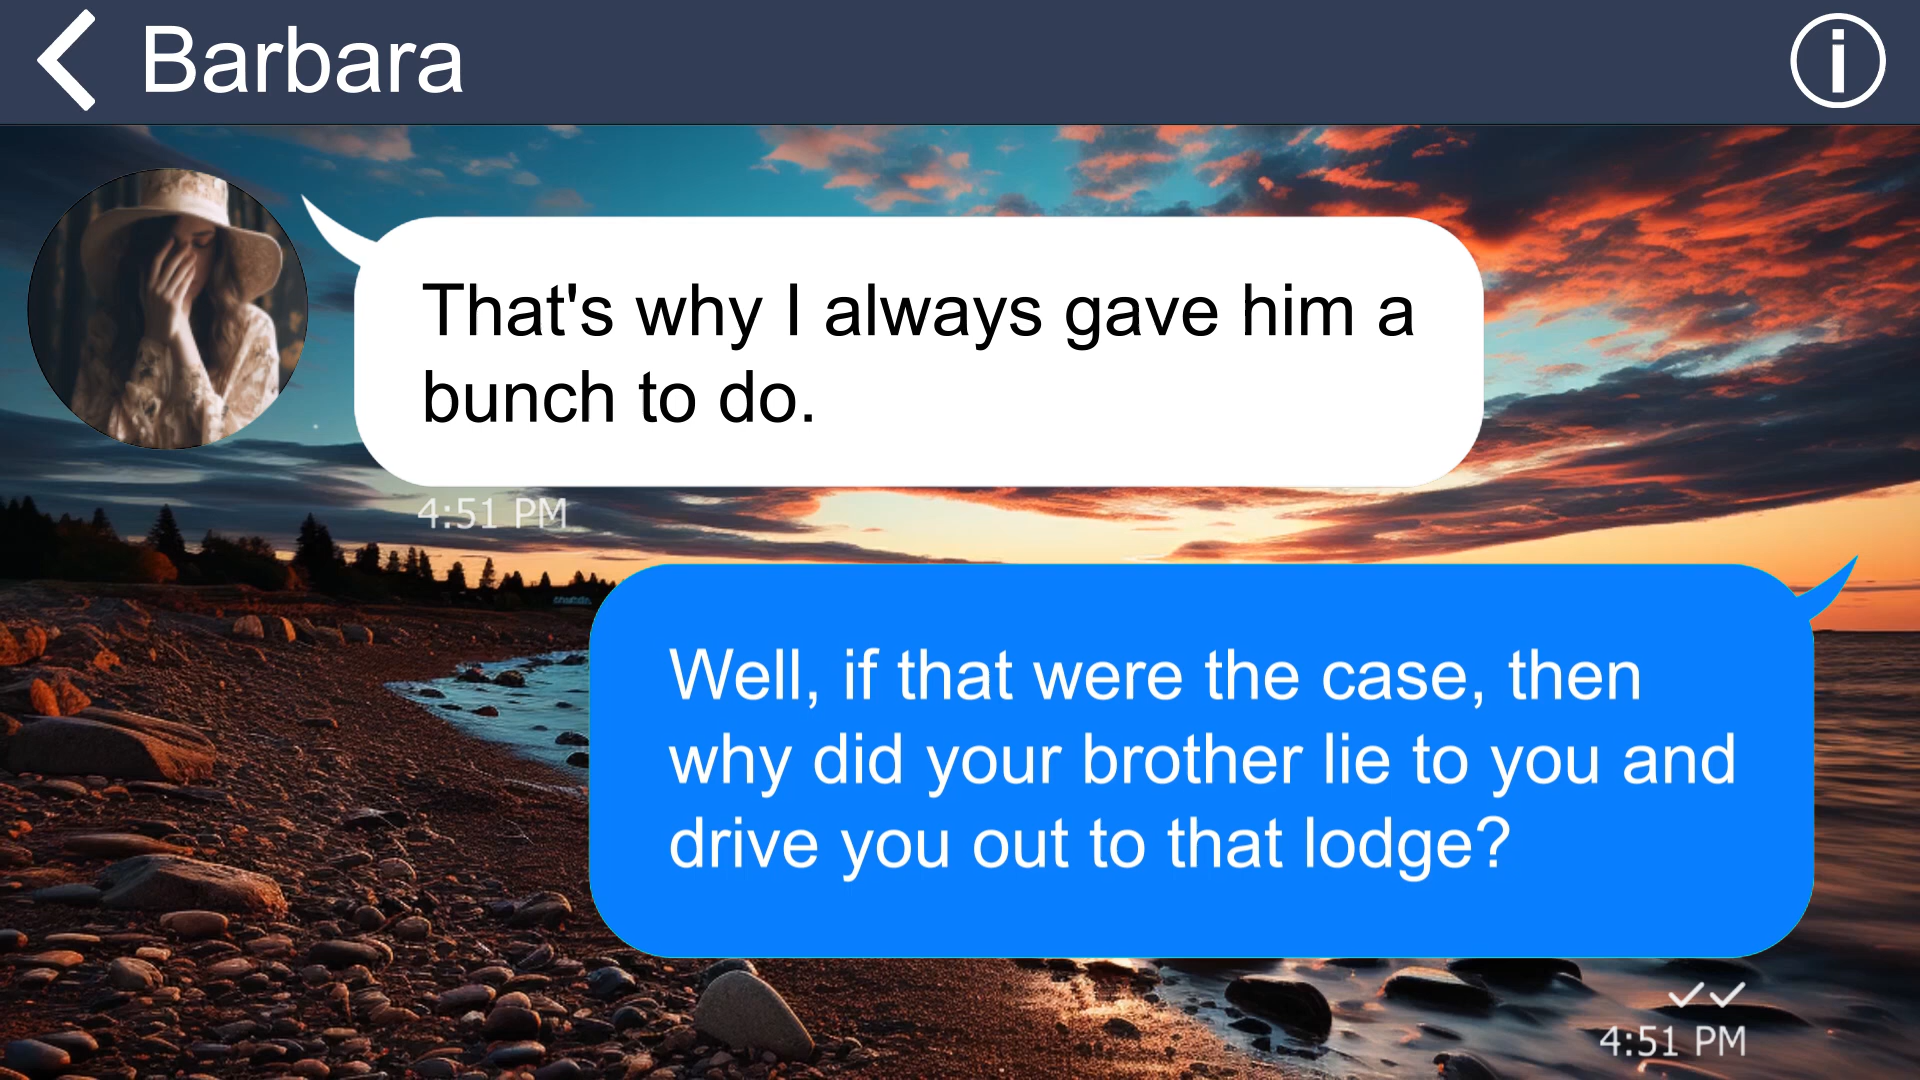 Barbara
That's why I always gave him a
bunch to do.
4:51 PM
Well, if that were the case, then
why did your brother lie to you and
drive you out to that lodge?
4:51 PM